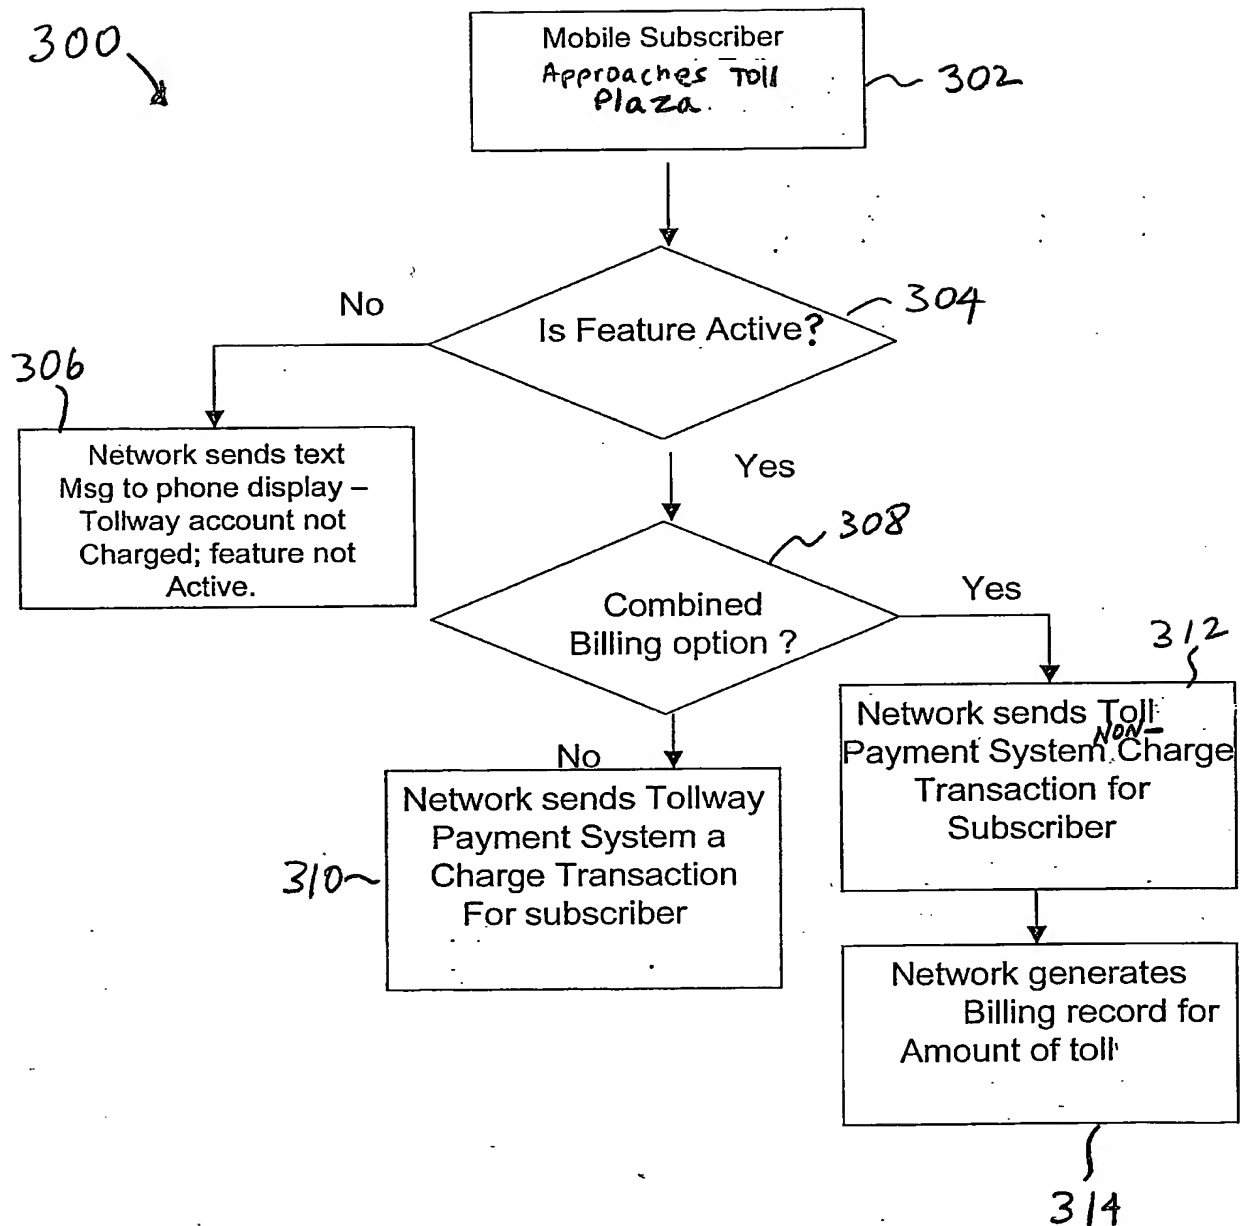 300
Mobile Subscriber
Approaches Toll
Plaza.
302
Is Feature Active?
304
No
306
Network sends text
Msg to phone display –
Tollway account not
Charged; feature not
Active.
Yes
308
Combined
Billing option ?
Yes
312
Network sends Toll
Payment System NON-Charge
Transaction for
Subscriber
No
Network sends Tollway
Payment System a
Charge Transaction
For subscriber
310
Network generates
Billing record for
Amount of toll
314